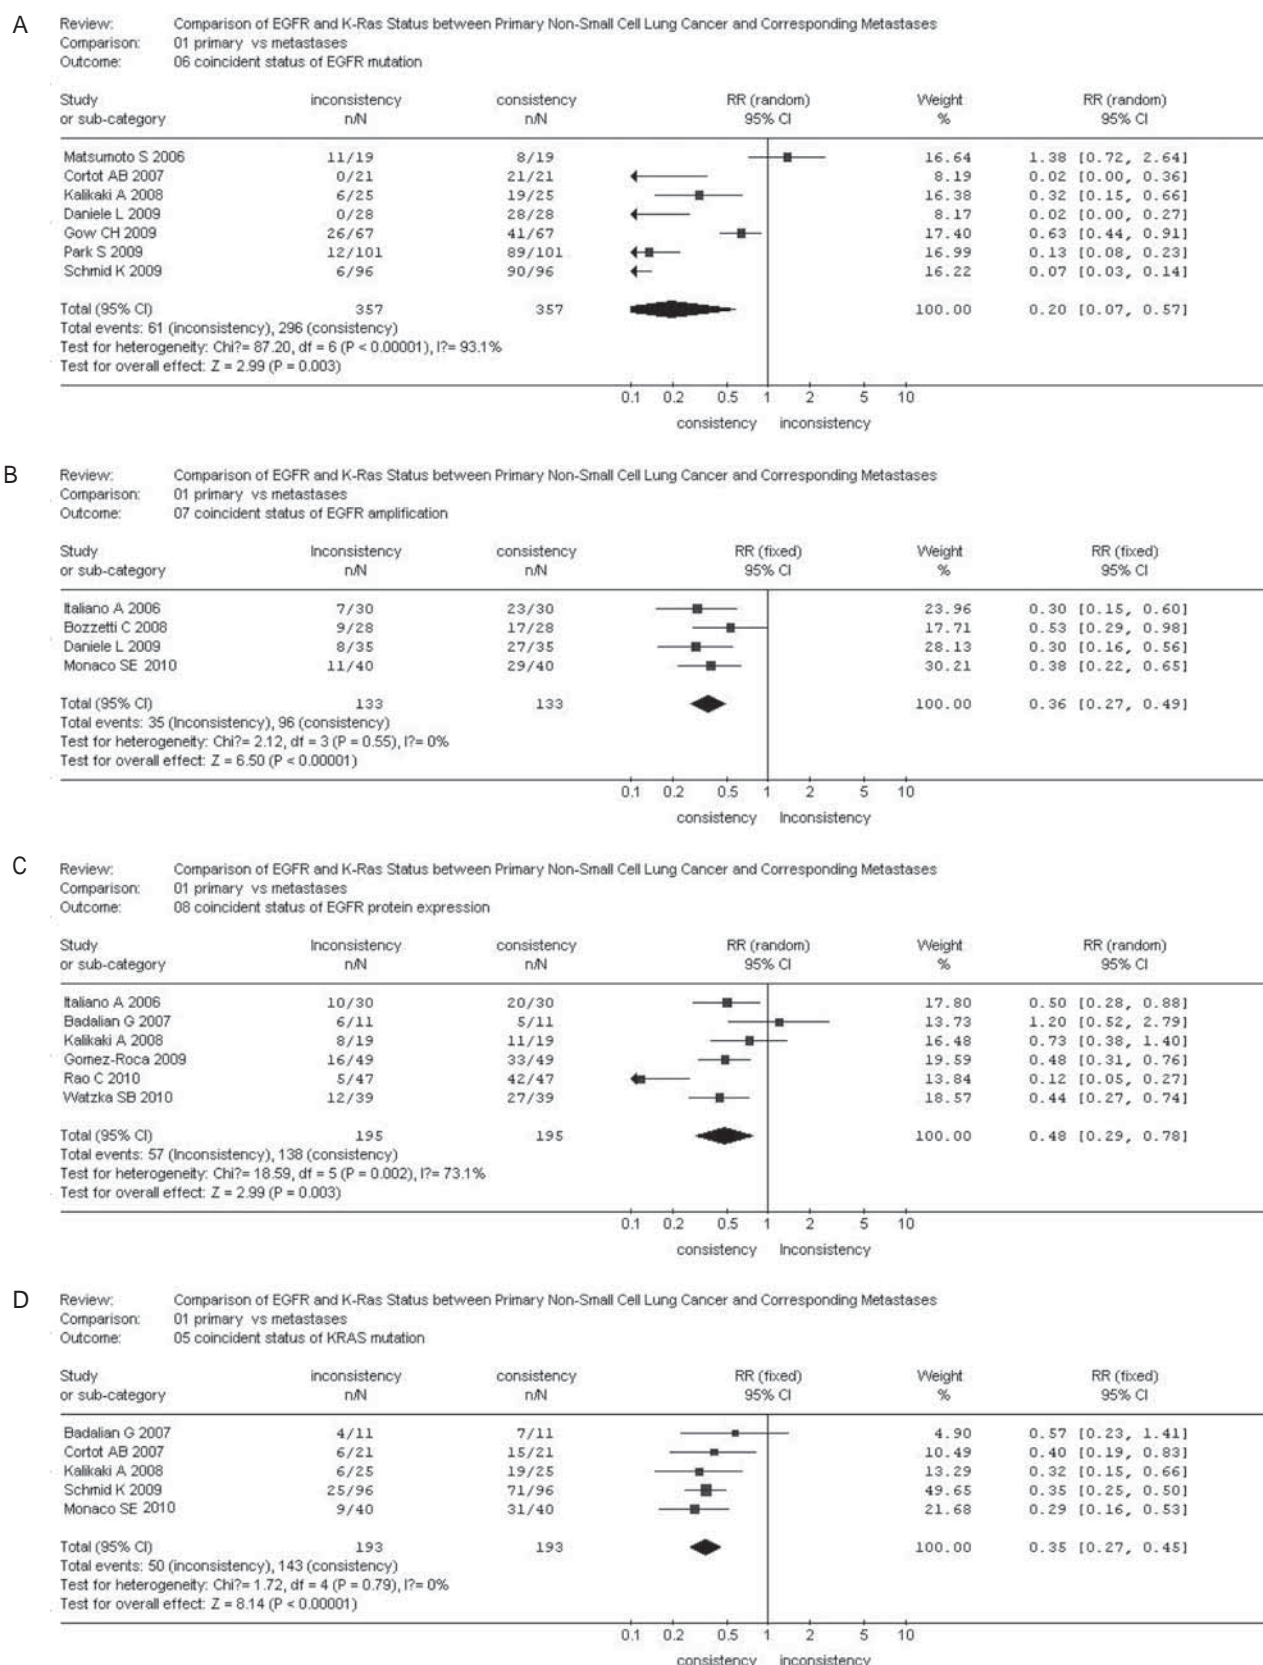 A
Review: Comparison of EGFR and K-Ras Status between Primary Non-Small Cell Lung Cancer and Corresponding Metastases
Comparison: 01 primary vs metastases
Outcome: 06 coincident status of EGFR mutation
Study inconsistency consistency RR (random) Weight RR (random)
or sub-category n/N n/N 95% CI % 95% CI
Matsumoto S 2006 11/19 8/19 16.64 1.38 [0.72, 2.64]
Cortot AB 2007 0/21 21/21 8.19 0.02 [0.00, 0.36]
Kalikaki A 2008 6/25 19/25 16.38 0.32 [0.15, 0.66]
Daniele L 2009 0/28 28/28 8.17 0.02 [0.00, 0.27]
Gow CH 2009 26/67 41/67 17.40 0.63 [0.44, 0.91]
Park S 2009 12/101 89/101 16.99 0.13 [0.08, 0.23]
Schmid K 2009 6/96 90/96 16.22 0.07 [0.03, 0.14]
Total (95% CI) 357 357 100.00 0.20 [0.07, 0.57]
Total events: 61 (inconsistency), 296 (consistency)
Test for heterogeneity: Chi?= 87.20, df = 6 (P < 0.00001), I?= 93.1%
Test for overall effect: Z = 2.99 (P = 0.003)
0.1 0.2 0.5 1 2 5 10
consistency inconsistency
B
Review: Comparison of EGFR and K-Ras Status between Primary Non-Small Cell Lung Cancer and Corresponding Metastases
Comparison: 01 primary vs metastases
Outcome: 07 coincident status of EGFR amplification
Study Inconsistency consistency RR (fixed) Weight RR (fixed)
or sub-category n/N n/N 95% CI % 95% CI
Italiano A 2006 7/30 23/30 23.96 0.30 [0.15, 0.60]
Bozzetti C 2008 9/28 17/28 17.71 0.53 [0.29, 0.98]
Daniele L 2009 8/35 27/35 28.13 0.30 [0.16, 0.56]
Monaco SE 2010 11/40 29/40 30.21 0.38 [0.22, 0.65]
Total (95% CI) 133 133 100.00 0.36 [0.27, 0.49]
Total events: 35 (Inconsistency), 96 (consistency)
Test for heterogeneity: Chi?= 2.12, df = 3 (P = 0.55), I?= 0%
Test for overall effect: Z = 6.50 (P < 0.00001)
0.1 0.2 0.5 1 2 5 10
consistency Inconsistency
C
Review: Comparison of EGFR and K-Ras Status between Primary Non-Small Cell Lung Cancer and Corresponding Metastases
Comparison: 01 primary vs metastases
Outcome: 08 coincident status of EGFR protein expression
Study Inconsistency consistency RR (random) Weight RR (random)
or sub-category n/N n/N 95% CI % 95% CI
Italiano A 2006 10/30 20/30 17.80 0.50 [0.28, 0.88]
Badalian G 2007 6/11 5/11 13.73 1.20 [0.52, 2.79]
Kalikaki A 2008 8/19 11/19 16.48 0.73 [0.38, 1.40]
Gomez-Roca 2009 16/49 33/49 19.59 0.48 [0.31, 0.76]
Rao C 2010 5/47 42/47 13.84 0.12 [0.05, 0.27]
Watzka SB 2010 12/39 27/39 18.57 0.44 [0.27, 0.74]
Total (95% CI) 195 195 100.00 0.48 [0.29, 0.78]
Total events: 57 (Inconsistency), 138 (consistency)
Test for heterogeneity: Chi?= 18.59, df = 5 (P = 0.002), I?= 73.1%
Test for overall effect: Z = 2.99 (P = 0.003)
0.1 0.2 0.5 1 2 5 10
consistency Inconsistency
D
Review: Comparison of EGFR and K-Ras Status between Primary Non-Small Cell Lung Cancer and Corresponding Metastases
Comparison: 01 primary vs metastases
Outcome: 05 coincident status of KRAS mutation
Study inconsistency consistency RR (fixed) Weight RR (fixed)
or sub-category n/N n/N 95% CI % 95% CI
Badalian G 2007 4/11 7/11 4.90 0.57 [0.23, 1.41]
Cortot AB 2007 6/21 15/21 10.49 0.40 [0.19, 0.83]
Kalikaki A 2008 6/25 19/25 13.29 0.32 [0.15, 0.66]
Schmid K 2009 25/96 71/96 49.65 0.35 [0.25, 0.50]
Monaco SE 2010 9/40 31/40 21.68 0.29 [0.16, 0.53]
Total (95% CI) 193 193 100.00 0.35 [0.27, 0.45]
Total events: 50 (inconsistency), 143 (consistency)
Test for heterogeneity: Chi?= 1.72, df = 4 (P = 0.79), I?= 0%
Test for overall effect: Z = 8.14 (P < 0.00001)
0.1 0.2 0.5 1 2 5 10
consistency inconsistency